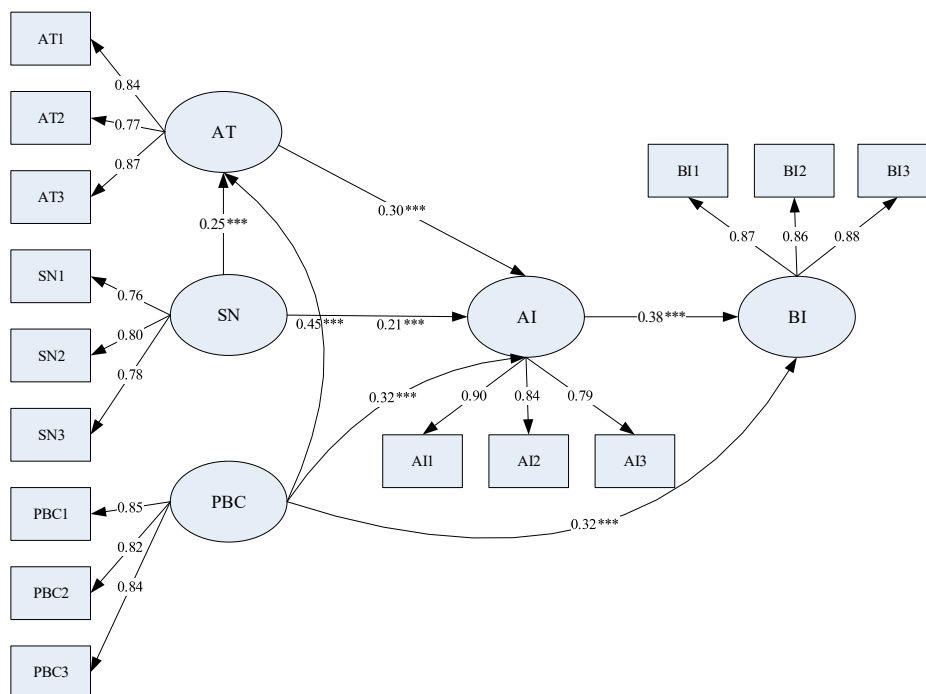 AT1
0.84
AT2
0.77
AT
AT3
0.87
0.25***
0.30***
BI1
BI2
BI3
0.87
0.86
0.88
SN1
0.76
SN
SN2
0.80
0.45***
0.21***
AI
0.38***
BI
0.78
SN3
0.32***
0.90
0.84
0.79
AI1
AI2
AI3
PBC
PBC1
0.85
0.82
0.32***
PBC2
0.84
PBC3